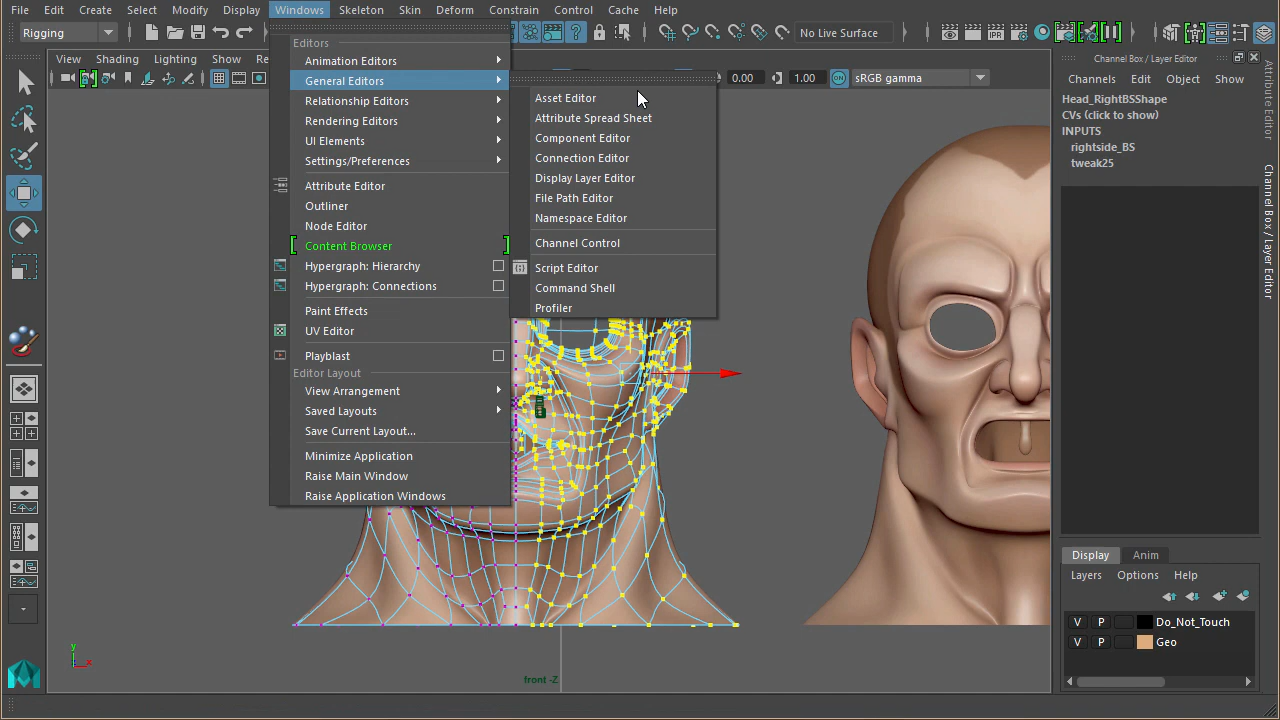 File Edit Create Select Modify Display Windows Skeleton Skin Deform Constrain Control Cache Help
Rigging
No Live Surface
View Shading Lighting Show
0.00
1.00
ON
sRGB gamma
Editors
Animation Editors
General Editors
Relationship Editors
Rendering Editors
UI Elements
Settings/Preferences
Attribute Editor
Outliner
Node Editor
Content Browser
Hypergraph: Hierarchy
Hypergraph: Connections
Paint Effects
UV Editor
Playblast
Editor Layout
View Arrangement
Saved Layouts
Save Current Layout...
Minimize Application
Raise Main Window
Raise Application Windows
Asset Editor
Attribute Spread Sheet
Component Editor
Connection Editor
Display Layer Editor
File Path Editor
Namespace Editor
Channel Control
Script Editor
Command Shell
Profiler
Channel Box / Layer Editor
Channels Edit Object Show
Head_RightBSShape
CVs (click to show)
INPUTS
rightside_BS
tweak25
Attribute Editor
Channel Box / Layer Editor
Display Anim
Layers Options Help
V P Do_Not_Touch
V P Geo
y
x
front -Z